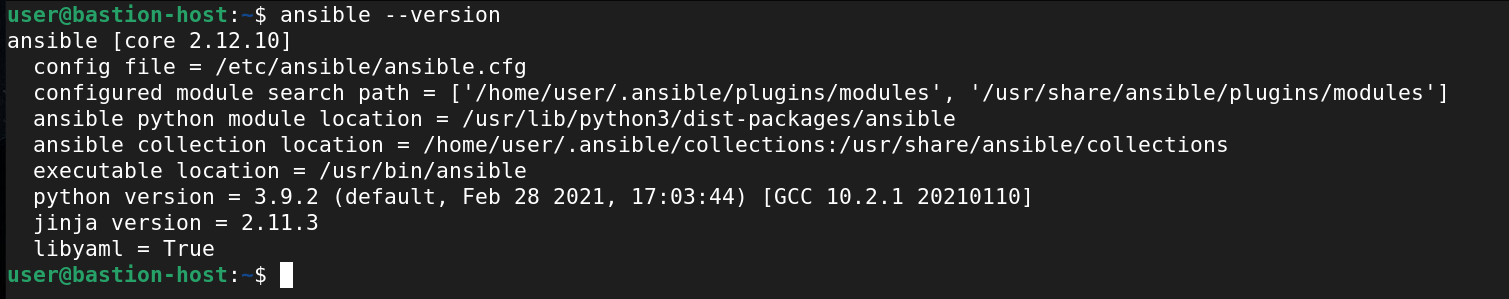 user@bastion-host:~$ ansible --version
ansible [core 2.12.10]
  config file = /etc/ansible/ansible.cfg
  configured module search path = ['/home/user/.ansible/plugins/modules', '/usr/share/ansible/plugins/modules']
  ansible python module location = /usr/lib/python3/dist-packages/ansible
  ansible collection location = /home/user/.ansible/collections:/usr/share/ansible/collections
  executable location = /usr/bin/ansible
  python version = 3.9.2 (default, Feb 28 2021, 17:03:44) [GCC 10.2.1 20210110]
  jinja version = 2.11.3
  libyaml = True
user@bastion-host:~$